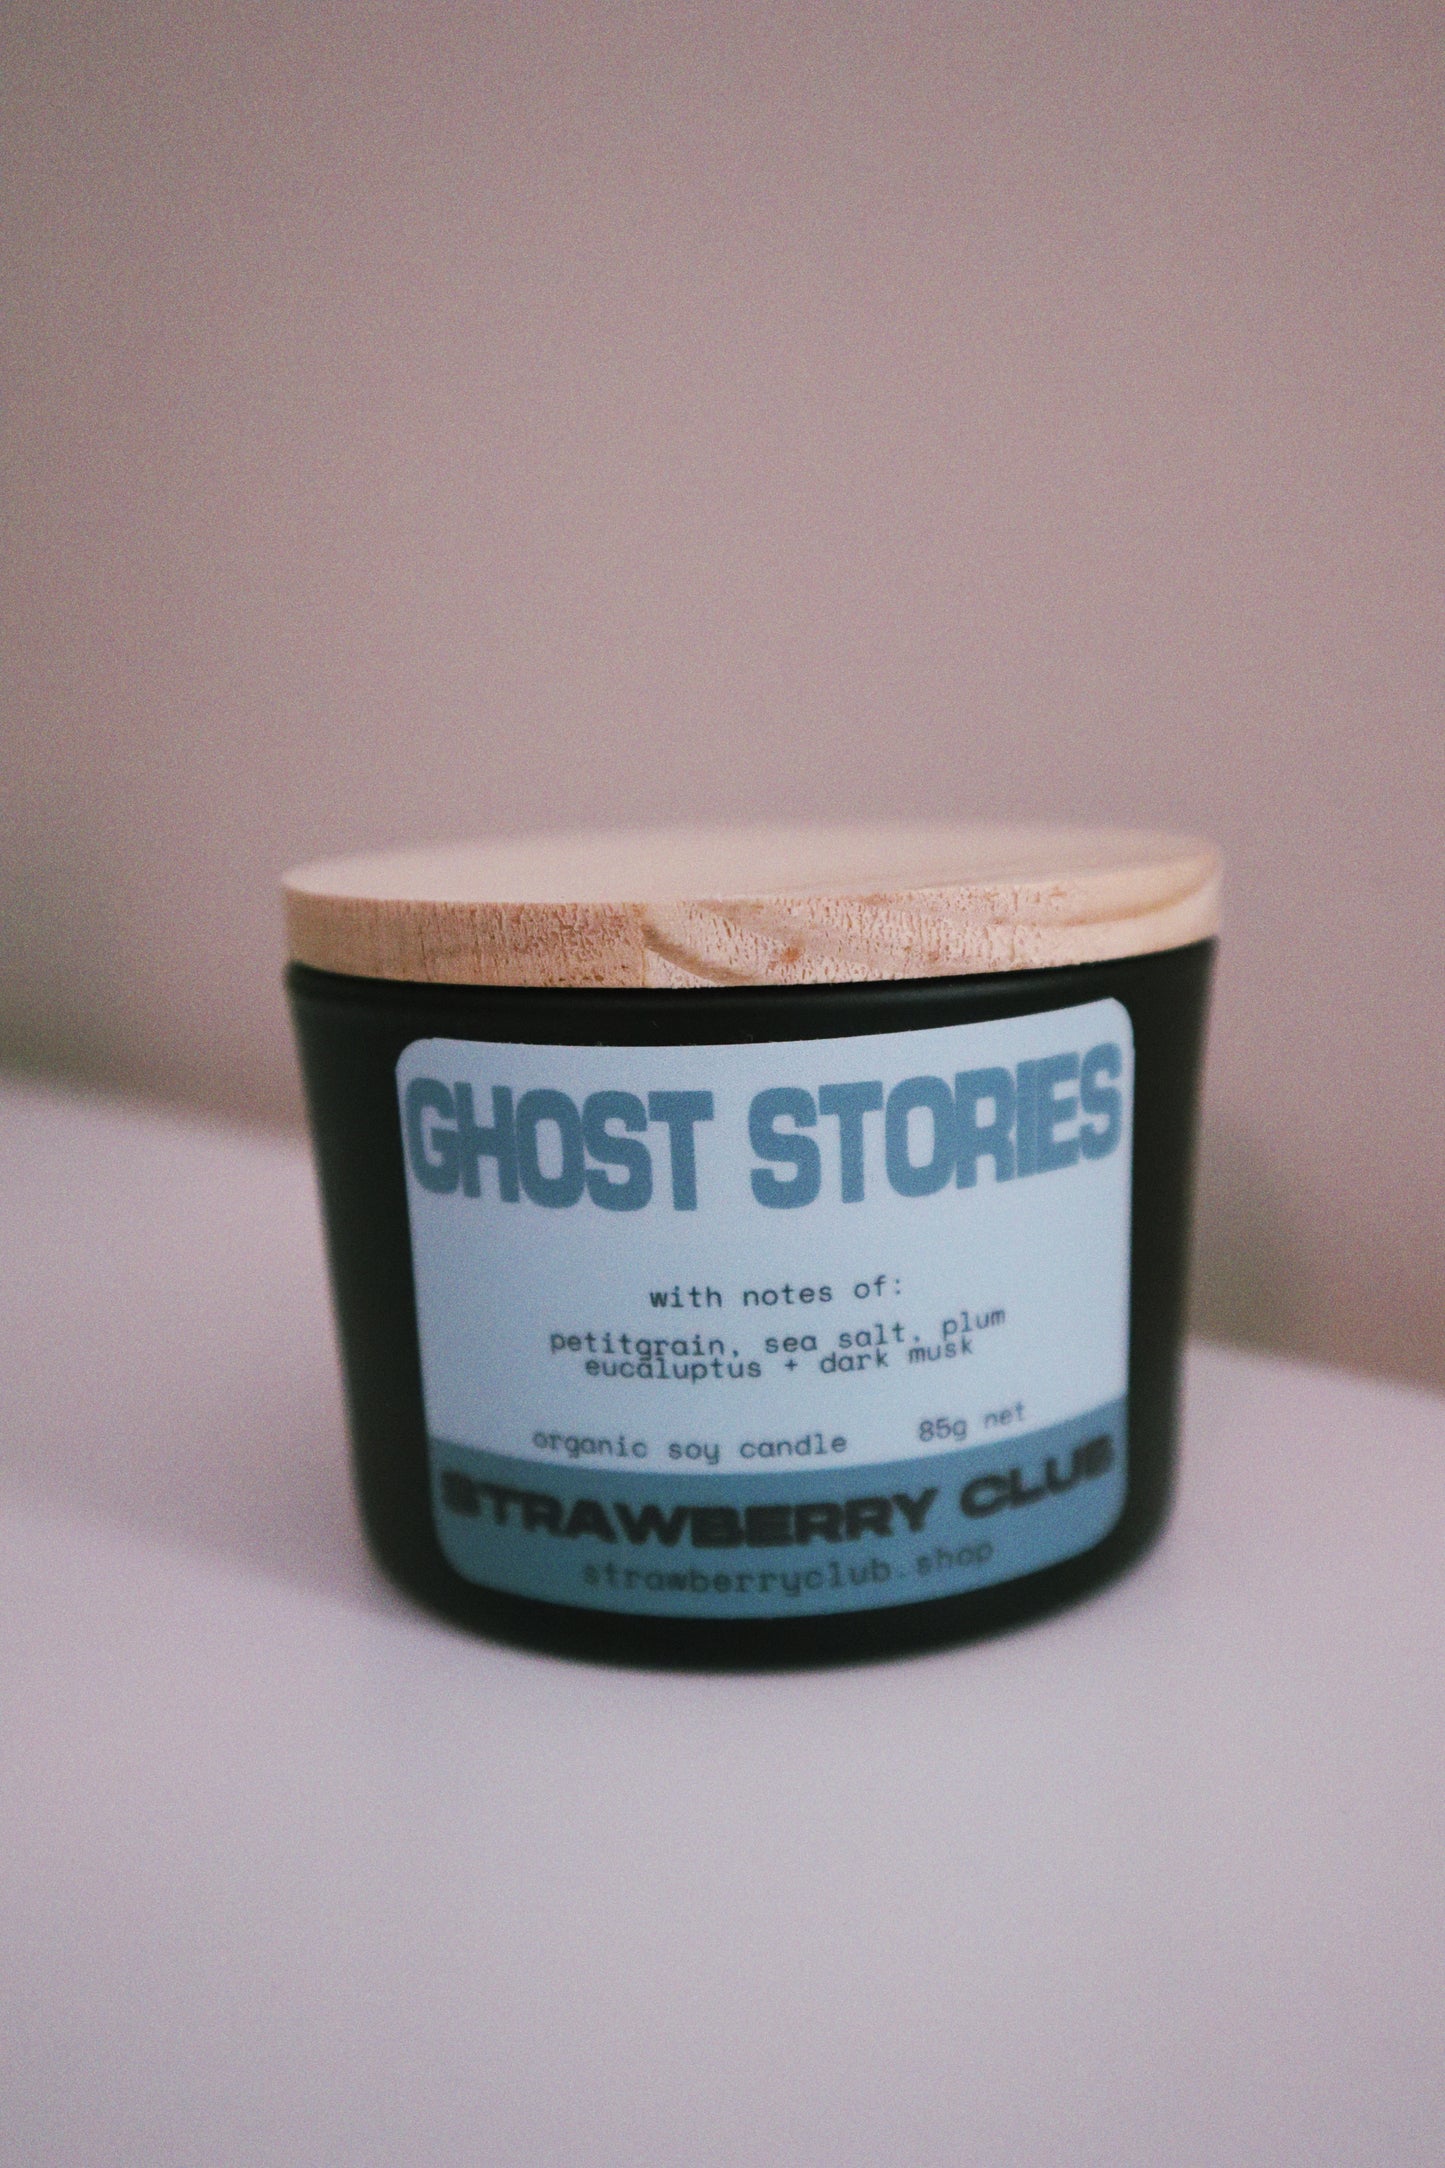 GHOST STORIES
with notes of:
petitgrain, sea salt, plum
eucaluptus + dark musk
organic soy candle 85g net
STRAWBERRY CLUB
strawberryclub.shop